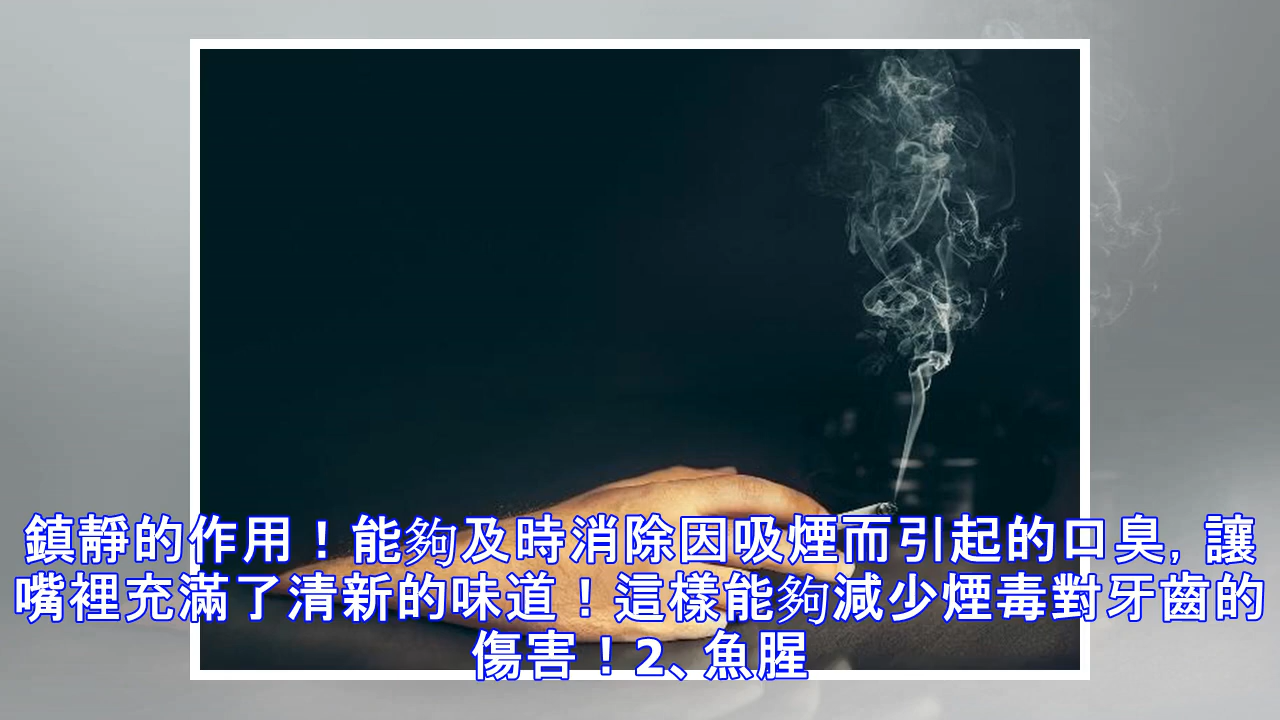 鎮靜的作用！能夠及時消除因吸煙而引起的口臭, 讓
嘴裡充滿了清新的味道！這樣能夠減少煙毒對牙齒的
傷害！2、魚腥